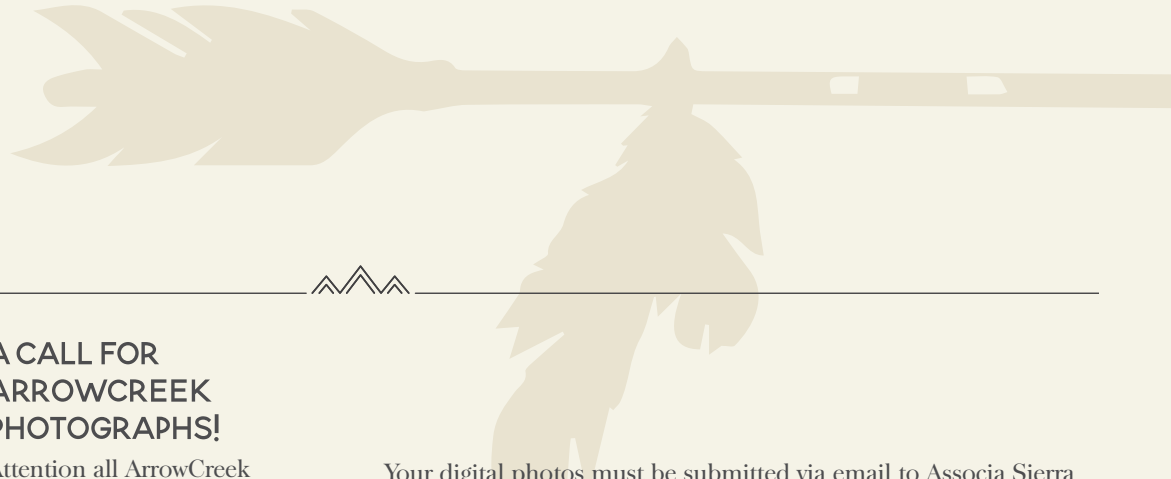 A CALL FOR
ARROWCREEK
PHOTOGRAPHS!
Attention all ArrowCreek
Your digital photos must be submitted via email to Associa Sierra